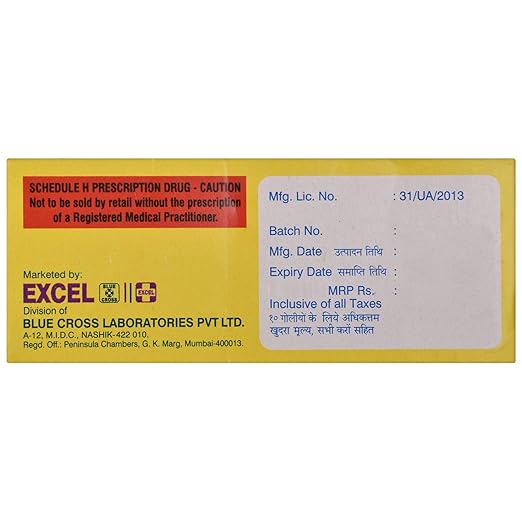 SCHEDULE H PRESCRIPTION DRUG - CAUTION
Not to be sold by retail without the prescription
of a Registered Medical Practitioner.
Marketed by:
EXCEL BLUE CROSS EXCEL
Division of
BLUE CROSS LABORATORIES PVT LTD.
A-12, M.I.D.C., NASHIK-422 010.
Regd. Off.: Peninsula Chambers, G. K. Marg, Mumbai-400013.
Mfg. Lic. No. : 31/UA/2013
Batch No. :
Mfg. Date उत्पादन तिथि :
Expiry Date समाप्ति तिथि :
MRP Rs. :
Inclusive of all Taxes
१० गोलीयों के लिये अधिकतम
खुदरा मूल्य, सभी करों सहित